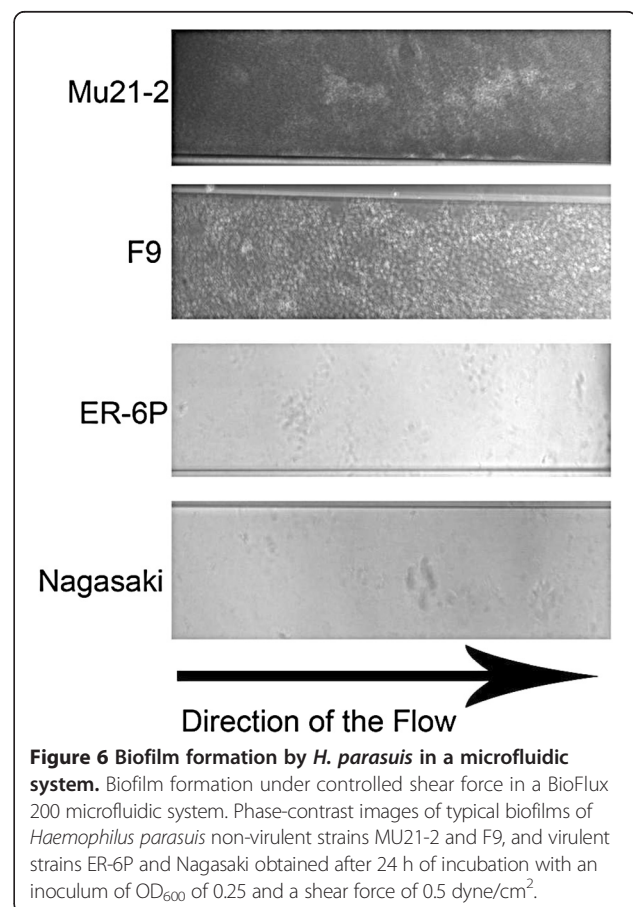 Mu21-2
F9
ER-6P
Nagasaki
Direction of the Flow
Figure 6 Biofilm formation by H. parasuis in a microfluidic
system. Biofilm formation under controlled shear force in a BioFlux
200 microfluidic system. Phase-contrast images of typical biofilms of
Haemophilus parasuis non-virulent strains MU21-2 and F9, and virulent
strains ER-6P and Nagasaki obtained after 24 h of incubation with an
inoculum of OD₆₀₀ of 0.25 and a shear force of 0.5 dyne/cm².